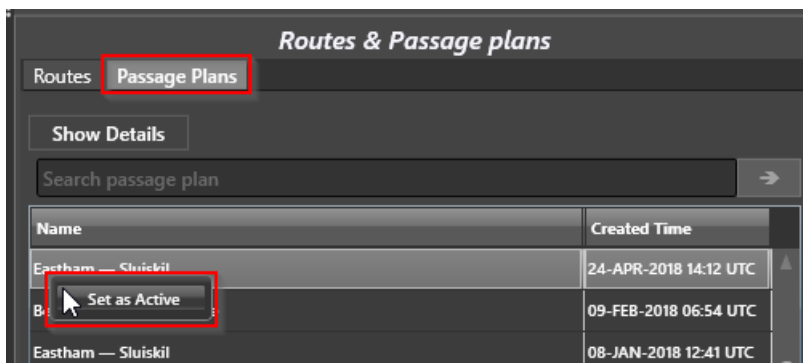 Routes & Passage plans
Routes Passage Plans
Show Details
Search passage plan
Name Created Time
Eastham — Sluiskil 24-APR-2018 14:12 UTC
Set as Active
09-FEB-2018 06:54 UTC
Eastham — Sluiskil 08-JAN-2018 12:41 UTC